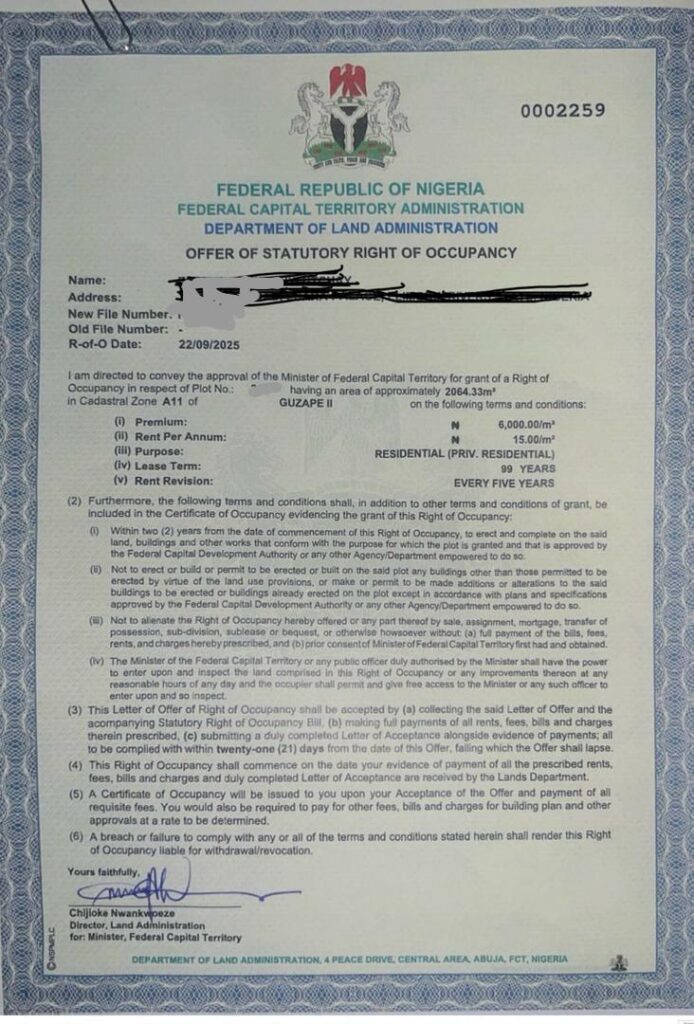 0002259
FEDERAL REPUBLIC OF NIGERIA
FEDERAL CAPITAL TERRITORY ADMINISTRATION
DEPARTMENT OF LAND ADMINISTRATION
OFFER OF STATUTORY RIGHT OF OCCUPANCY
Name:
Address:
New File Number:
Old File Number: -
R-of-O Date: 22/09/2025
I am directed to convey the approval of the Minister of Federal Capital Territory for grant of a Right of
Occupancy in respect of Plot No.: having an area of approximately 2064.33m²
in Cadastral Zone A11 of GUZAPE II on the following terms and conditions:
(i) Premium: ₦ 6,000.00/m²
(ii) Rent Per Annum: ₦ 15.00/m²
(iii) Purpose: RESIDENTIAL (PRIV. RESIDENTIAL)
(iv) Lease Term: 99 YEARS
(v) Rent Revision: EVERY FIVE YEARS
(2) Furthermore, the following terms and conditions shall, in addition to other terms and conditions of grant, be
included in the Certificate of Occupancy evidencing the grant of this Right of Occupancy:
(i) Within two (2) years from the date of commencement of this Right of Occupancy, to erect and complete on the said
land, buildings and other works that conform with the purpose for which the plot is granted and that is approved by
the Federal Capital Development Authority or any other Agency/Department empowered to do so.
(ii) Not to erect or build or permit to be erected or built on the said plot any buildings other than those permitted to be
erected by virtue of the land use provisions, or make or permit to be made additions or alterations to the said
buildings to be erected or buildings already erected on the plot except in accordance with plans and specifications
approved by the Federal Capital Development Authority or any other Agency/Department empowered to do so.
(iii) Not to alienate the Right of Occupancy hereby offered or any part thereof by sale, assignment, mortgage, transfer of
possession, sub-division, sublease or bequest, or otherwise howsoever without: (a) full payment of the bills, fees,
rents, and charges hereby prescribed, and (b) prior consent of Minister of Federal Capital Territory first had and obtained.
(iv) The Minister of the Federal Capital Territory or any public officer duly authorised by the Minister shall have the power
to enter upon and inspect the land comprised in this Right of Occupancy or any improvements thereon at any
reasonable hours of any day and the occupier shall permit and give free access to the Minister or any such officer to
enter upon and so inspect.
(3) This Letter of Offer of Right of Occupancy shall be accepted by (a) collecting the said Letter of Offer and the
acompanying Statutory Right of Occupancy Bill, (b) making full payments of all rents, fees, bills and charges
therein prescribed, (c) submitting a duly completed Letter of Acceptance alongside evidence of payments; all
to be complied with within twenty-one (21) days from the date of this Offer, failing which the Offer shall lapse.
(4) This Right of Occupancy shall commence on the date your evidence of payment of all the prescribed rents,
fees, bills and charges and duly completed Letter of Acceptance are received by the Lands Department.
(5) A Certificate of Occupancy will be issued to you upon your Acceptance of the Offer and payment of all
requisite fees. You would also be required to pay for other fees, bills and charges for building plan and other
approvals at a rate to be determined.
(6) A breach or failure to comply with any or all of the terms and conditions stated herein shall render this Right
of Occupancy liable for withdrawal/revocation.
Yours faithfully,
Chijioke Nwankwoeze
Director, Land Administration
for: Minister, Federal Capital Territory
©NSPMPLC
DEPARTMENT OF LAND ADMINISTRATION, 4 PEACE DRIVE, CENTRAL AREA, ABUJA, FCT, NIGERIA